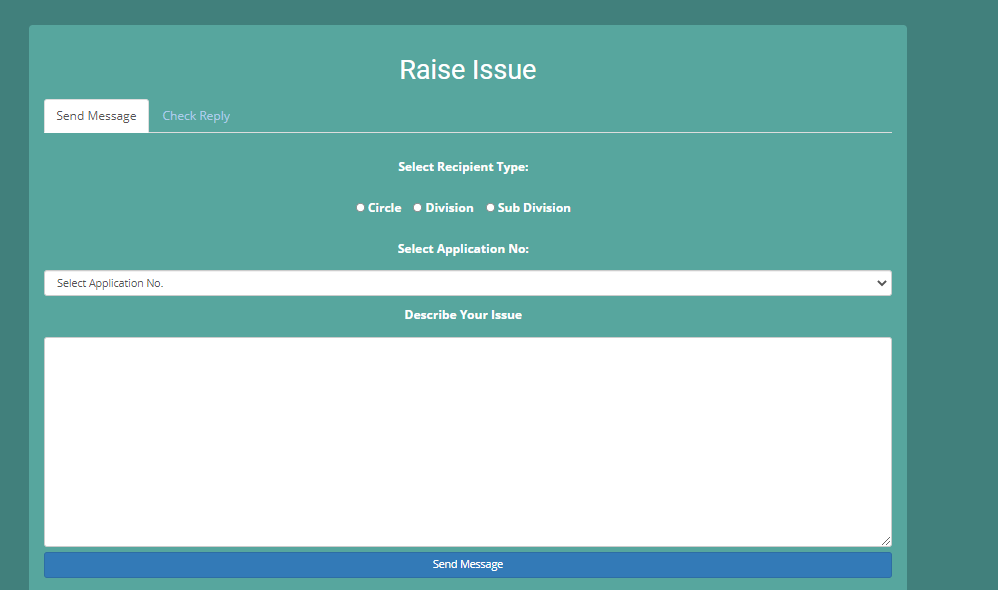 Raise Issue
Send Message Check Reply
Select Recipient Type:
Circle Division Sub Division
Select Application No:
Select Application No.
Describe Your Issue
Send Message